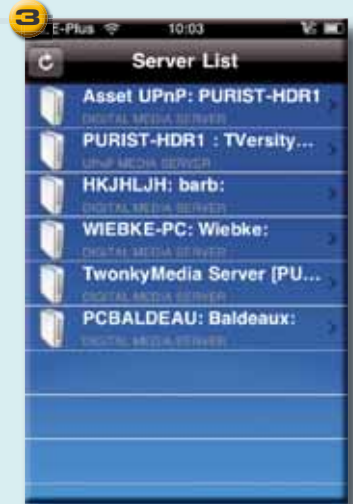 3
E-Plus 10:03
Server List
Asset UPnP: PURIST-HDR1
DIGITAL MEDIA SERVER
PURIST-HDR1 : TVersity...
UPnP MEDIA SERVER
HKJHLJH: barb:
DIGITAL MEDIA SERVER
WIEBKE-PC: Wiebke:
DIGITAL MEDIA SERVER
TwonkyMedia Server [PU...
DIGITAL MEDIA SERVER
PCBALDEAU: Baldeaux:
DIGITAL MEDIA SERVER